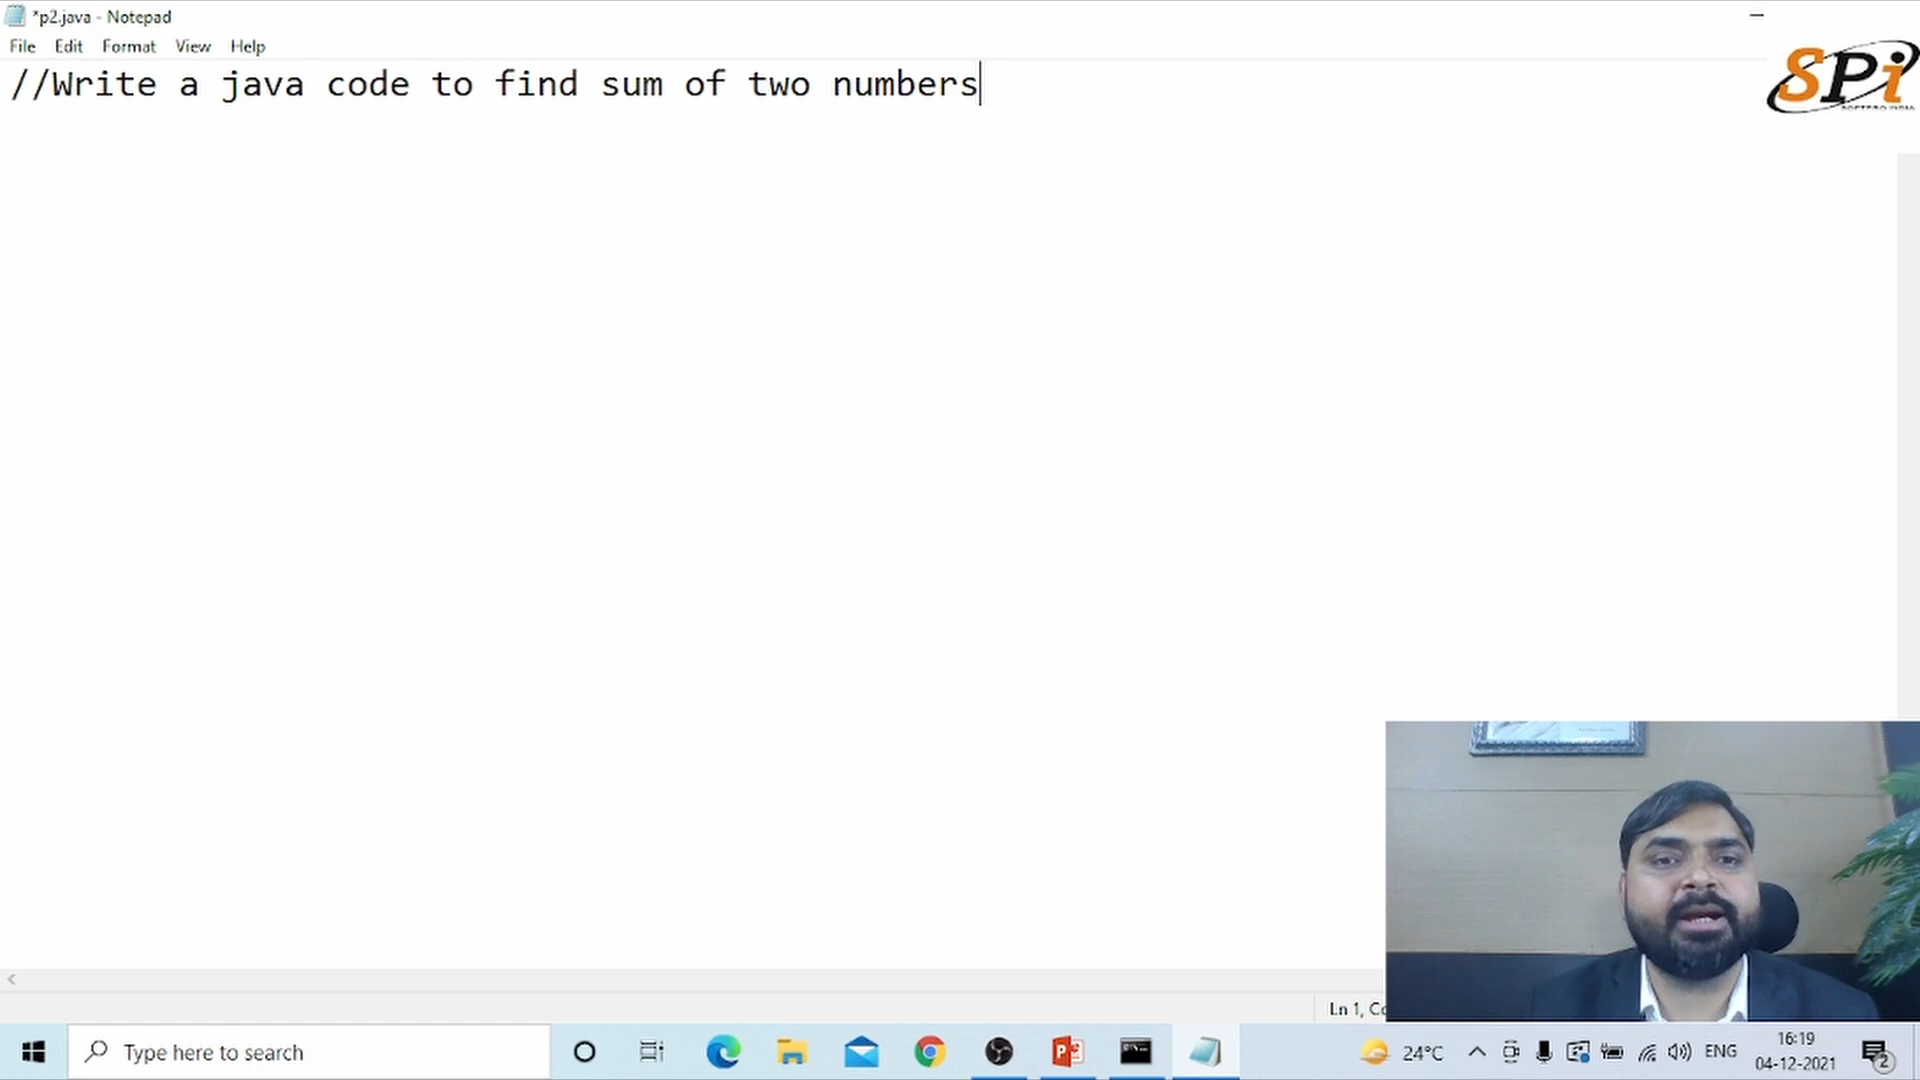 *p2.java - Notepad
File Edit Format View Help
//Write a java code to find sum of two numbers
SPi
Ln 1, Co
Type here to search
24°C
ENG
16:19
04-12-2021
2